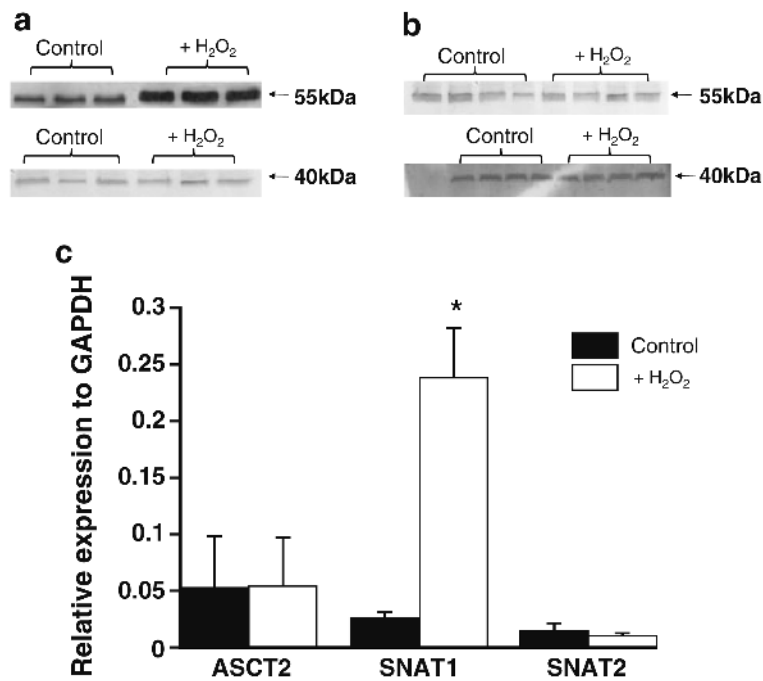 a
Control
+ H₂O₂
55kDa
Control
+ H₂O₂
40kDa
b
Control
+ H₂O₂
55kDa
Control
+ H₂O₂
40kDa
c
Relative expression to GAPDH
0.3
0.25
0.2
0.15
0.1
0.05
0
*
Control
+ H₂O₂
ASCT2 SNAT1 SNAT2